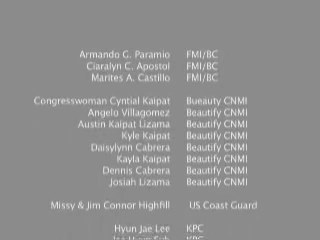 Armando G. Paramio FMI/BC
Ciaralyn C. Apostol FMI/BC
Marites A. Castillo FMI/BC
Congresswoman Cyntial Kaipat Bueauty CNMI
Angelo Villagomez Beautify CNMI
Austin Kaipat Lizama Beautify CNMI
Kyle Kaipat Beautify CNMI
Daisylynn Cabrera Beautify CNMI
Kayla Kaipat Beautify CNMI
Dennis Cabrera Beautify CNMI
Josiah Lizama Beautify CNMI
Missy & Jim Connor Highfill US Coast Guard
Hyun Jae Lee KPC
KPC